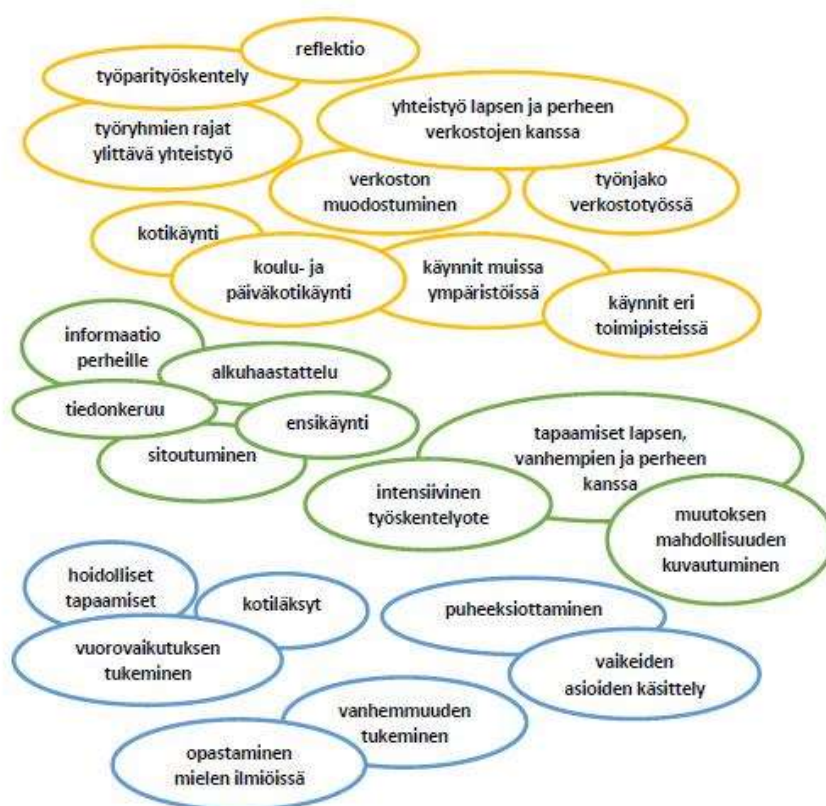 reflektio
työparityöskentely
työryhmien rajat
ylittävä yhteistyö
yhteistyö lapsen ja perheen
verkostojen kanssa
verkoston
muodostuminen
työnjako
verkostotyössä
kotikäynti
koulu- ja
päiväkotikäynti
käynnit muissa
ympäristöissä
käynnit eri
toimipisteissä
informaatio
perheille
alkuhaastattelu
tiedonkeruu
ensikäynti
sitoutuminen
tapaamiset lapsen,
vanhempien ja perheen
kanssa
intensiivinen
työskentelyote
muutoksen
mahdollisuuden
kuvautuminen
hoidolliset
tapaamiset
kotiläksyt
puheeksiottaminen
vuorovaikutuksen
tukeminen
vaikeiden
asioiden käsittely
vanhemmuuden
tukeminen
opastaminen
mielen ilmiöissä